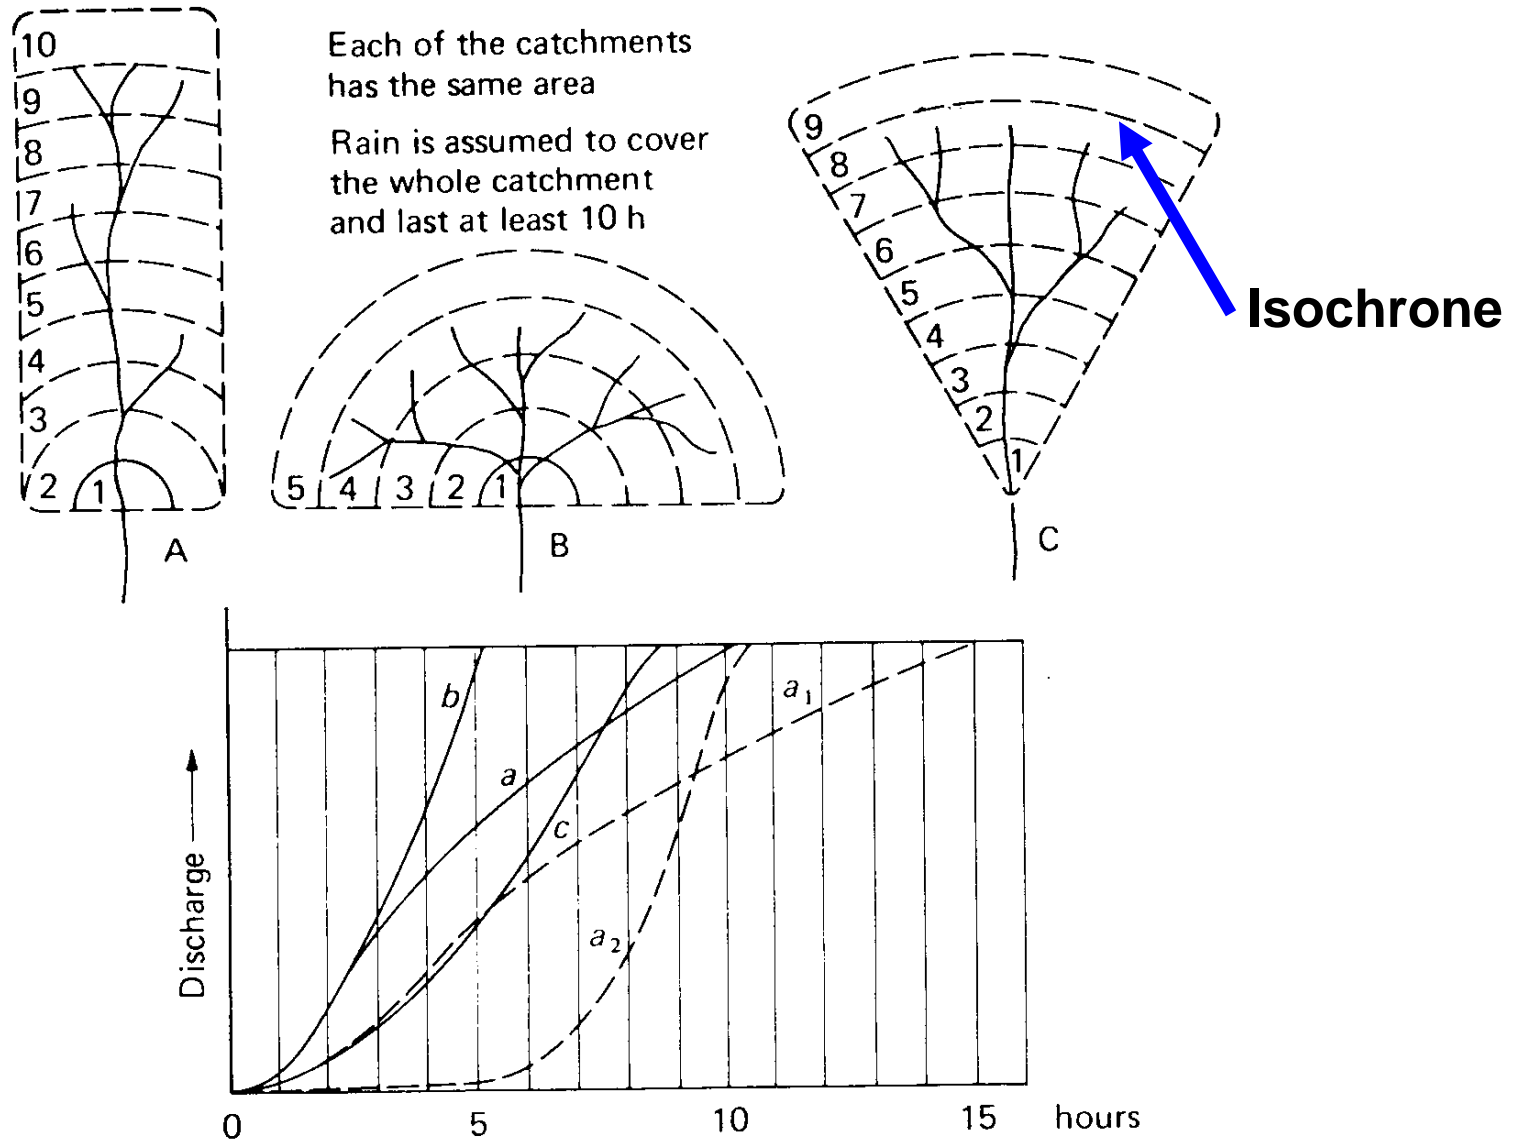 Each of the catchments
has the same area
Rain is assumed to cover
the whole catchment
and last at least 10 h
10
9
8
7
6
5
4
3
2 1
A
5 4 3 2 1
B
9
8
7
6
5
4
3
2
1
C
Isochrone
b
a
a1
c
a2
Discharge
0 5 10 15 hours